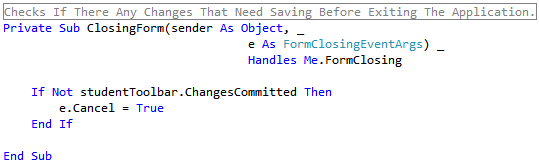 Checks If There Any Changes That Need Saving Before Exiting The Application.
Private Sub ClosingForm(sender As Object, _
e As FormClosingEventArgs) _
Handles Me.FormClosing
If Not studentToolbar.ChangesCommitted Then
e.Cancel = True
End If
End Sub